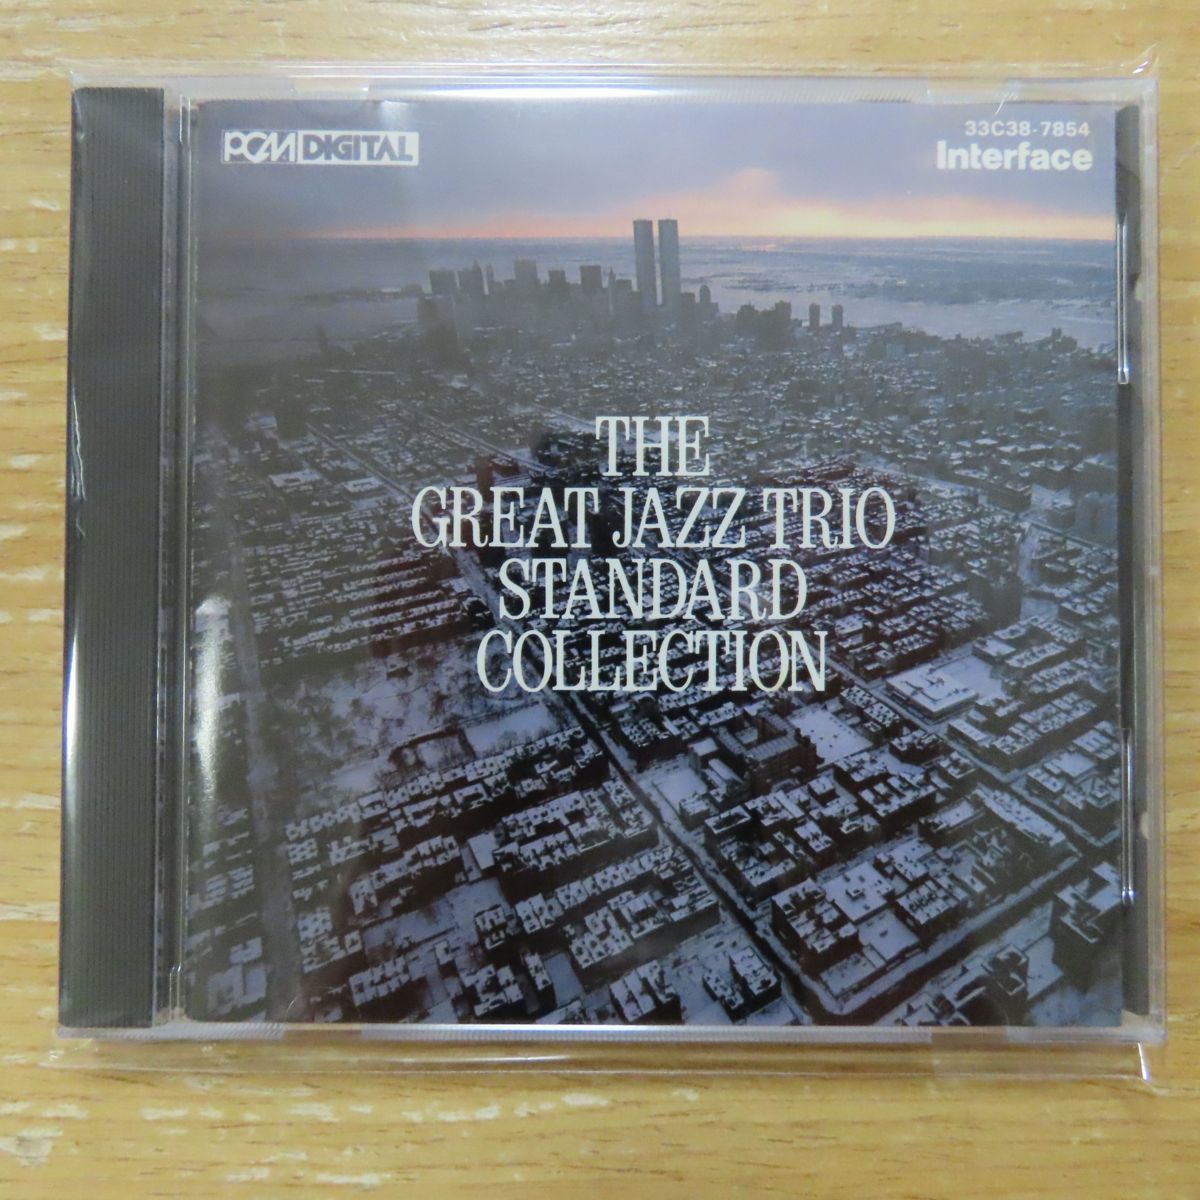 PCM DIGITAL
33C38-7854
Interface
THE
GREAT JAZZ TRIO
STANDARD
COLLECTION